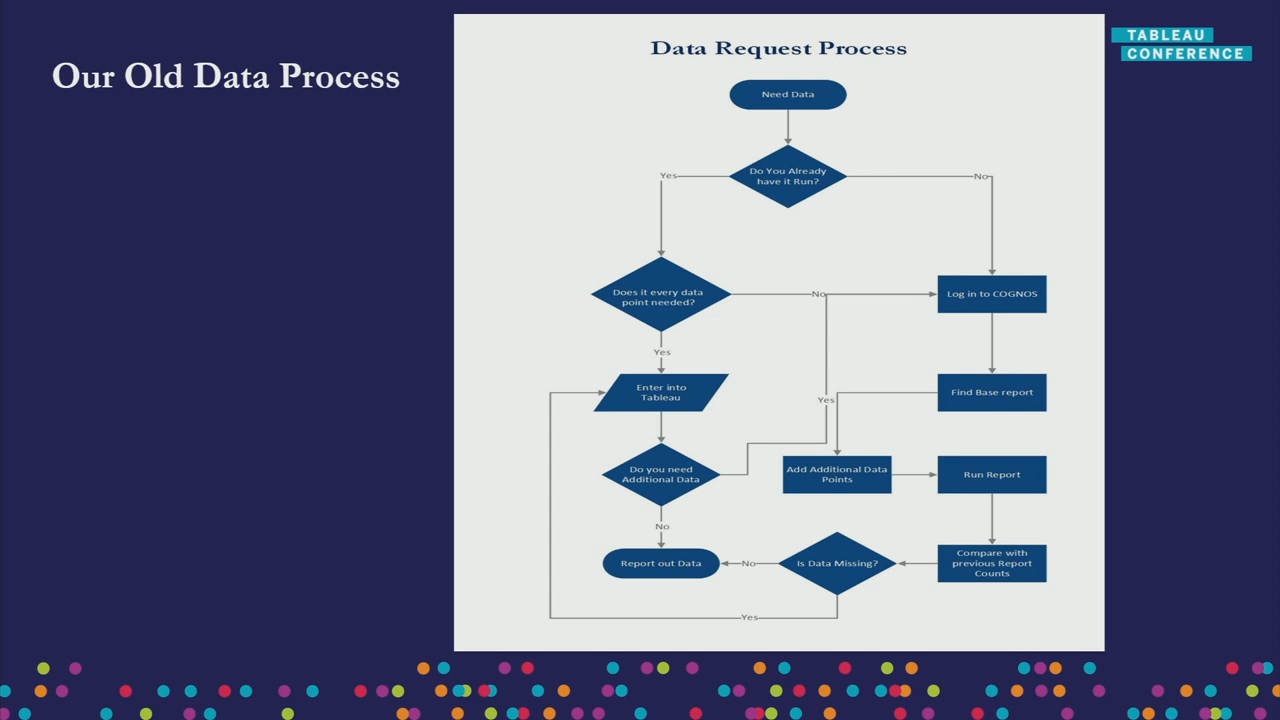 Our Old Data Process
TABLEAU
CONFERENCE
Data Request Process
Need Data
Do You Already
have it Run?
Yes
No
Does it every data
point needed?
No
Log in to COGNOS
Yes
Enter into
Tableau
Yes
Find Base report
Do you need
Additional Data
Add Additional Data
Points
Run Report
No
Report out Data
No
Is Data Missing?
Compare with
previous Report
Counts
Yes